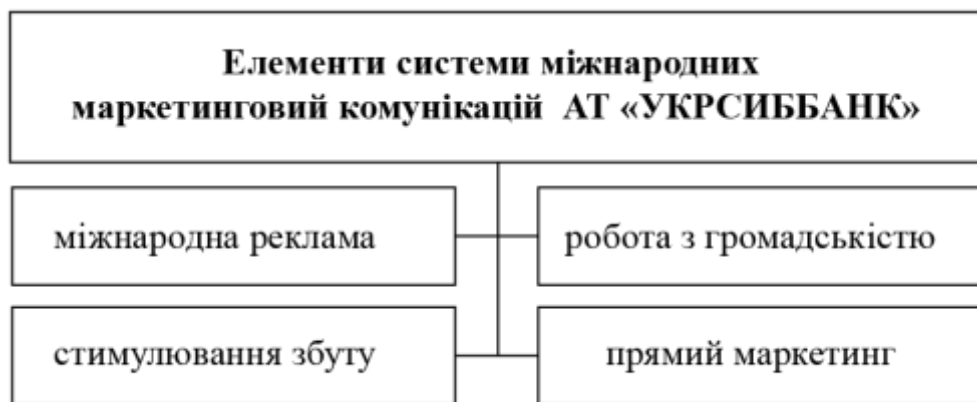 Елементи системи міжнародних
маркетинговий комунікацій АТ «УКРСИББАНК»
міжнародна реклама
робота з громадськістю
стимулювання збуту
прямий маркетинг